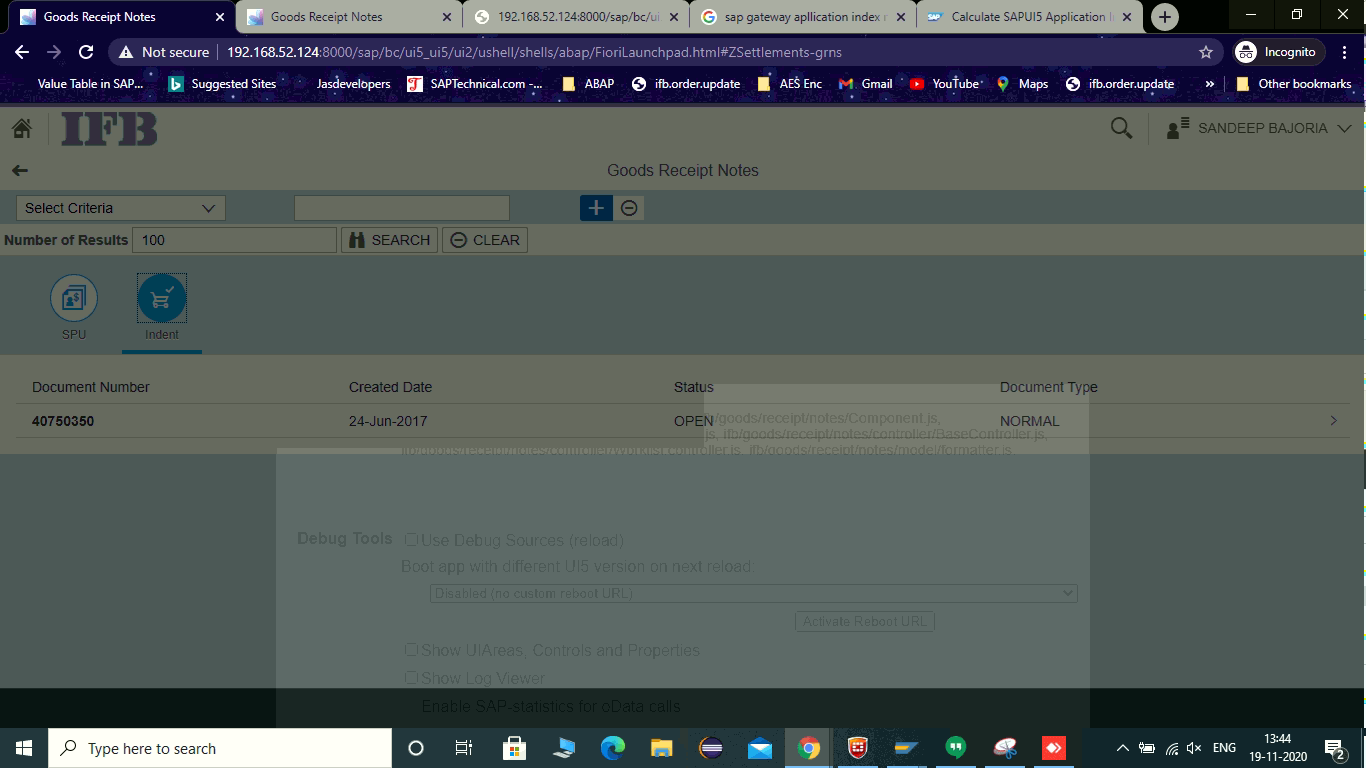 Goods Receipt Notes
Goods Receipt Notes
192.168.52.124:8000/sap/bc/ui
sap gateway apllication index r
Calculate SAPUI5 Application I
Not secure
192.168.52.124:8000/sap/bc/ui5_ui5/ui2/ushell/shells/abap/FioriLaunchpad.html#ZSettlements-grns
Incognito
Value Table in SAP...
Suggested Sites
Jasdevelopers
SAPTechnical.com -...
ABAP
ifb.order.update
AES Enc
Gmail
YouTube
Maps
ifb.order.update
»
Other bookmarks
IFB
SANDEEP BAJORIA
Goods Receipt Notes
Select Criteria
Number of Results 100 SEARCH CLEAR
SPU
Indent
Document Number Created Date Status Document Type
40750350 24-Jun-2017 OPEN NORMAL
fb/goods/receipt/notes/Component.js,
js, ifb/goods/receipt/notes/controller/BaseController.js,
ifb/goods/receipt/notes/controller/Worklist.controller.js, ifb/goods/receipt/notes/model/formatter.js
Debug Tools
Use Debug Sources (reload)
Boot app with different UI5 version on next reload
Disabled (no custom reboot URL)
Activate Reboot URL
Show UIAreas, Controls and Properties
Show Log Viewer
Enable SAP-statistics for oData calls
Type here to search
ENG
13:44
19-11-2020
2